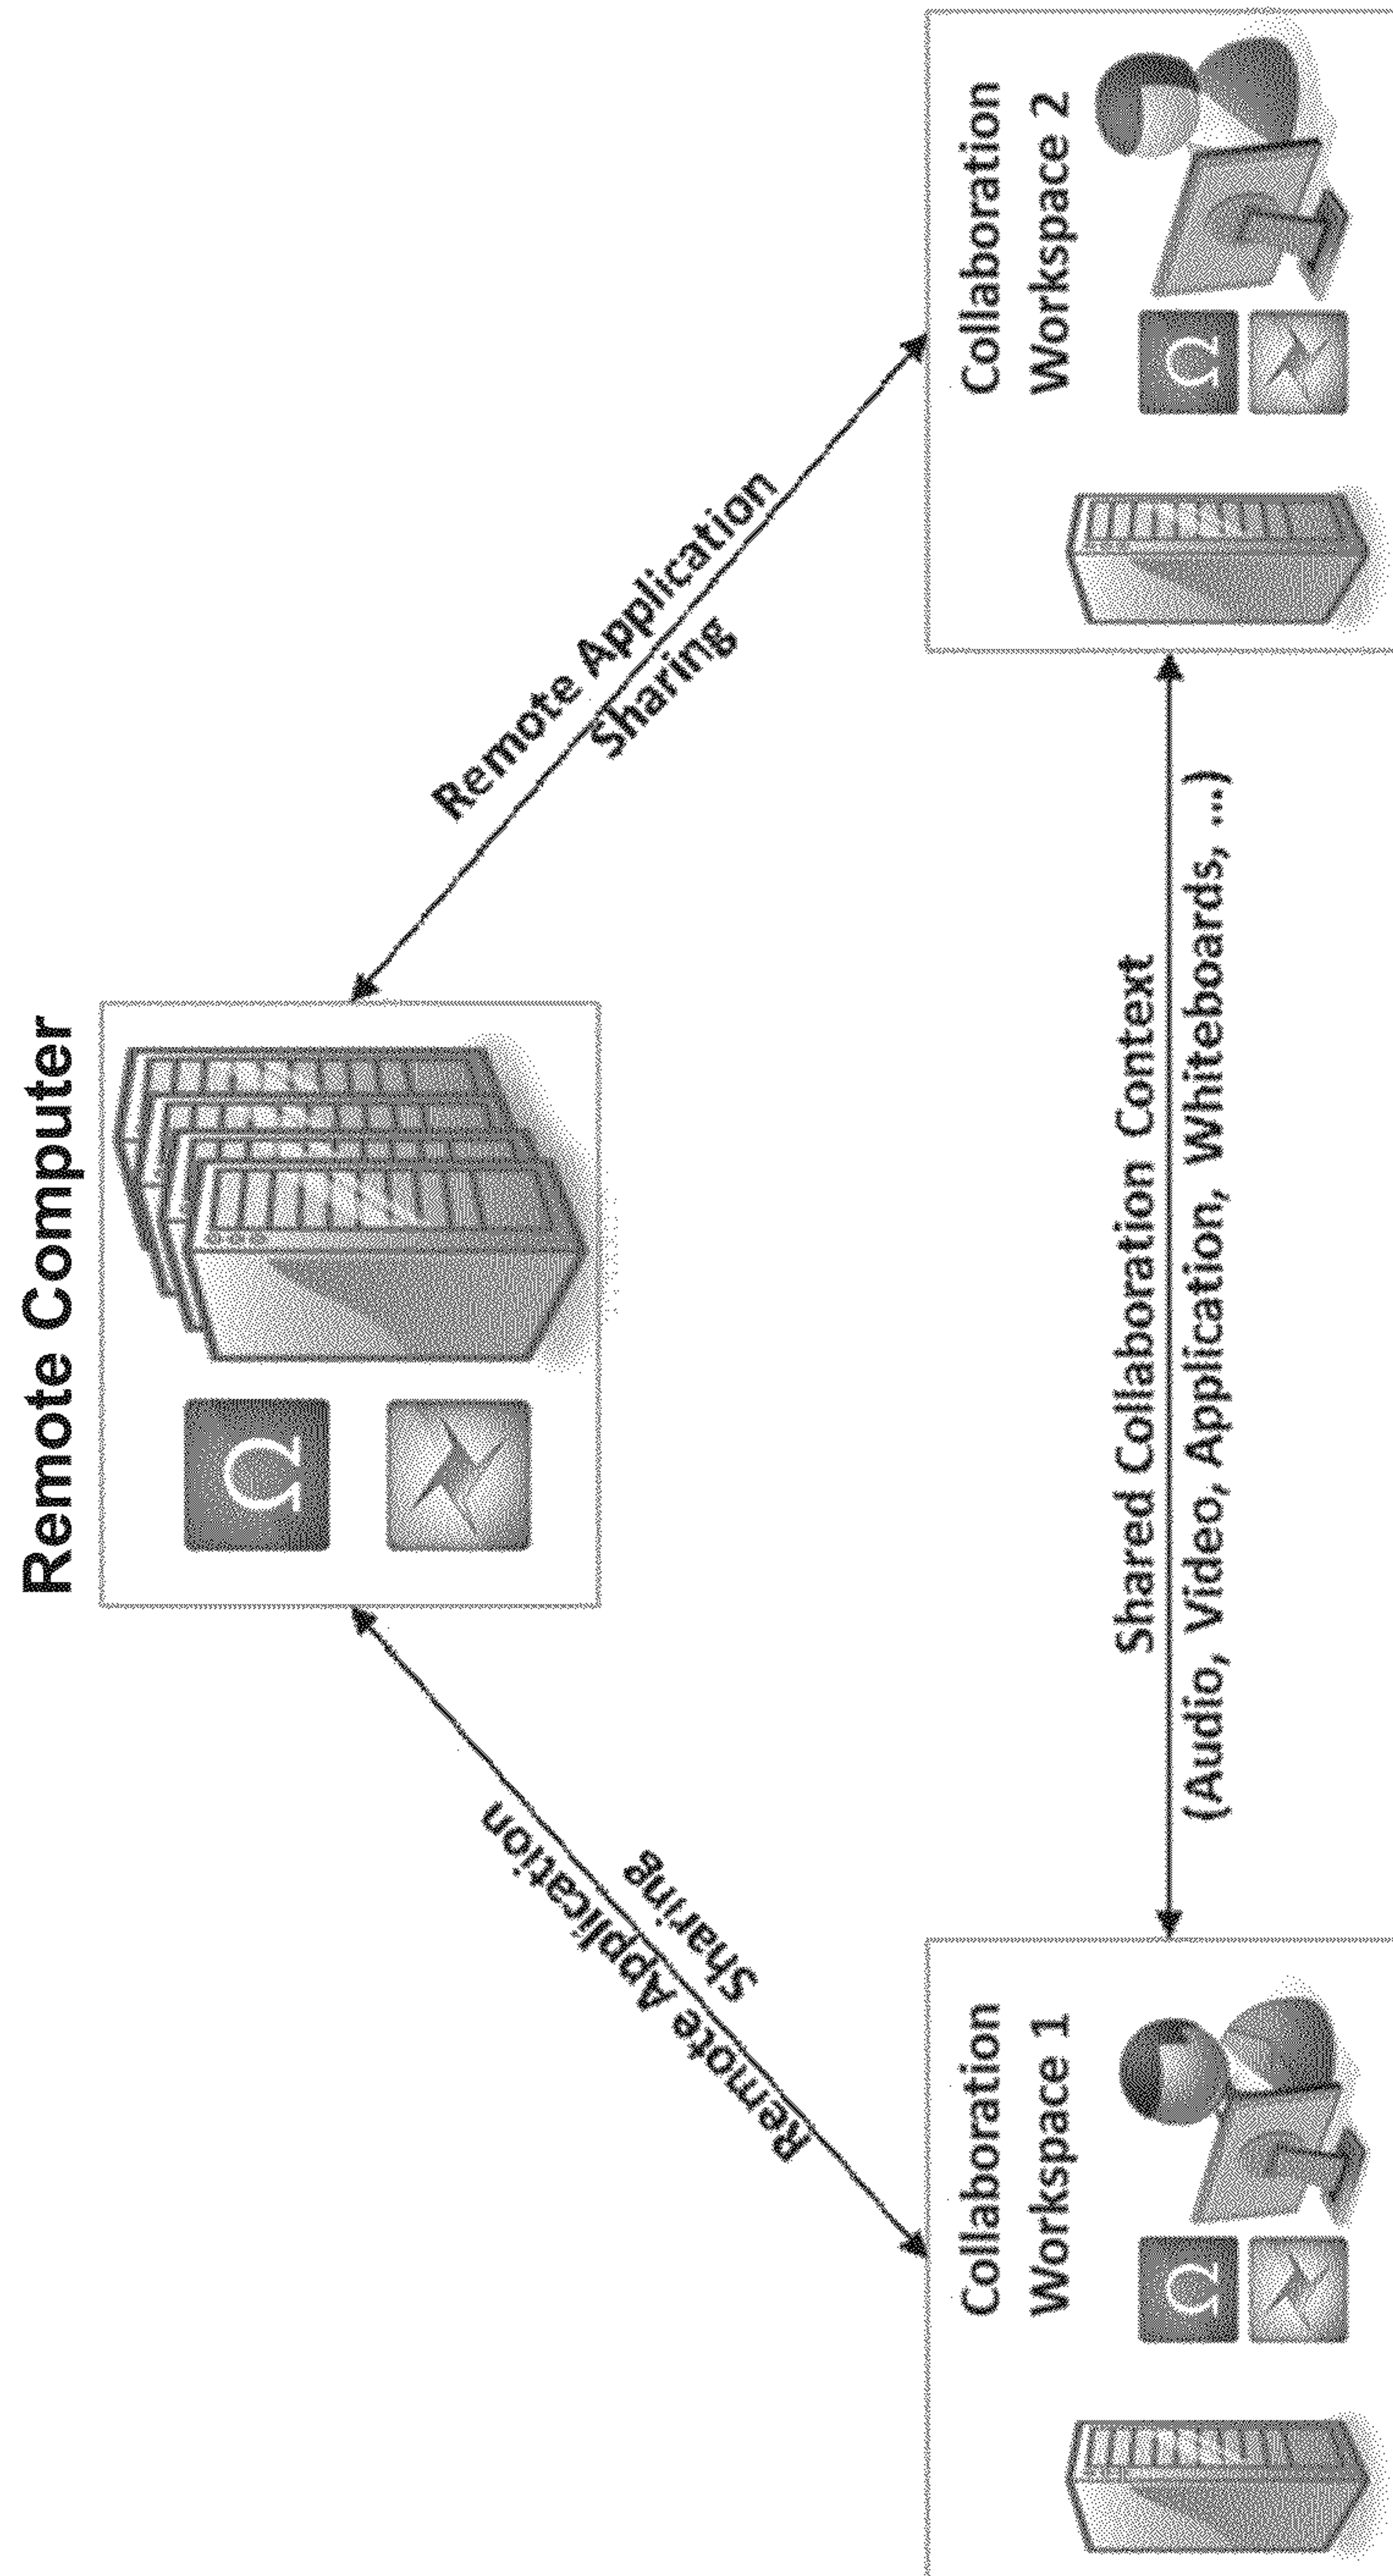 Remote Computer
Ω
Remote Application
Sharing
Remote Application
Sharing
Shared Collaboration Context
(Audio, Video, Application, Whiteboards, ...)
Collaboration
Workspace 1
Ω
Collaboration
Workspace 2
Ω